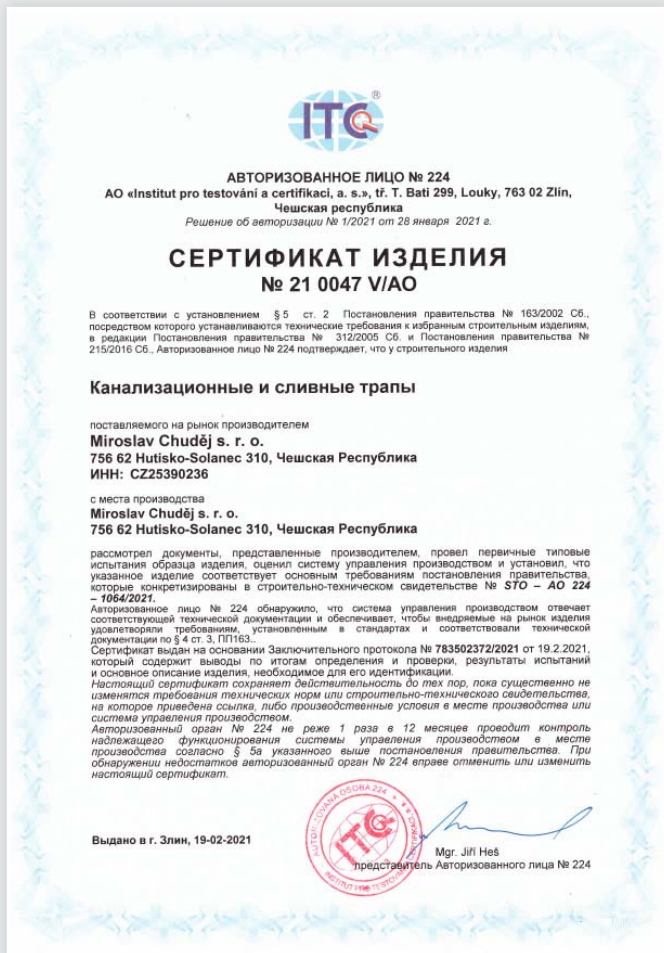 ITC ®
АВТОРИЗОВАННОЕ ЛИЦО № 224
АО «Institut pro testování a certifikaci, a. s.», tř. T. Bati 299, Louky, 763 02 Zlín,
Чешская республика
Решение об авторизации № 1/2021 от 28 января 2021 г.
СЕРТИФИКАТ ИЗДЕЛИЯ
№ 21 0047 V/AO
В соответствии с установлением § 5 ст. 2 Постановления правительства № 163/2002 Сб.,
посредством которого устанавливаются технические требования к избранным строительным изделиям,
в редакции Постановления правительства № 312/2005 Сб. и Постановления правительства №
215/2016 Сб., Авторизованное лицо № 224 подтверждает, что у строительного изделия
Канализационные и сливные трапы
поставляемого на рынок производителем
Miroslav Chuděj s. r. o.
756 62 Hutisko-Solanec 310, Чешская Республика
ИНН: CZ25390236
с места производства
Miroslav Chuděj s. r. o.
756 62 Hutisko-Solanec 310, Чешская Республика
рассмотрел документы, представленные производителем, провел первичные типовые
испытания образца изделия, оценил систему управления производством и установил, что
указанное изделие соответствует основным требованиям постановления правительства,
которые конкретизированы в строительно-техническом свидетельстве № STO – AO 224
– 1064/2021.
Авторизованное лицо № 224 обнаружило, что система управления производством отвечает
соответствующей технической документации и обеспечивает, чтобы внедряемые на рынок изделия
удовлетворяли требованиям, установленным в стандартах и соответствовали технической
документации по § 4 ст. 3, ПП163..
Сертификат выдан на основании Заключительного протокола № 783502372/2021 от 19.2.2021,
который содержит выводы по итогам определения и проверки, результаты испытаний
и основное описание изделия, необходимое для его идентификации.
Настоящий сертификат сохраняет действительность до тех пор, пока существенно не
изменятся требования технических норм или строительно-технического свидетельства,
на которое приведена ссылка, либо производственные условия в месте производства или
система управления производством.
Авторизованный орган № 224 не реже 1 раза в 12 месяцев проводит контроль
надлежащего функционирования системы управления производством в месте
производства согласно § 5а указанного выше постановления правительства. При
обнаружении недостатков авторизованный орган № 224 вправе отменить или изменить
настоящий сертификат.
AUTORIZOVANÁ OSOBA 224
ITC
INSTITUT PRO TESTOVÁNÍ A CERTIFIKACI
Выдано в г. Злин, 19-02-2021
Mgr. Jiří Heš
представитель Авторизованного лица № 224